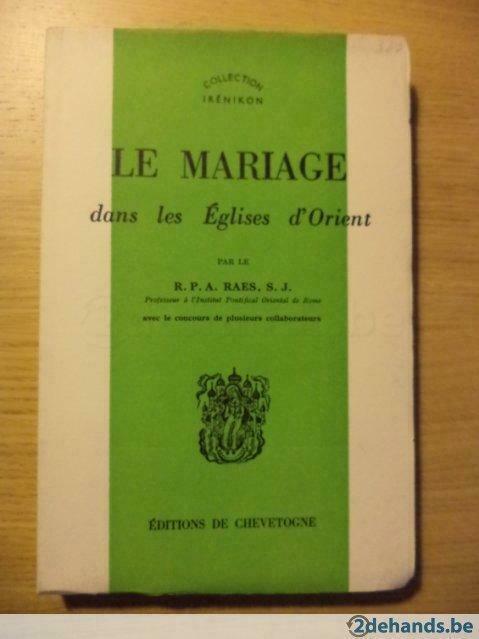 COLLECTION
IRÉNIKON
LE MARIAGE
dans les Églises d'Orient
PAR LE
R. P. A. RAES, S. J.
Professeur à l'Institut Pontifical Oriental de Rome
avec le concours de plusieurs collaborateurs
ÉDITIONS DE CHEVETOGNE
2dehands.be